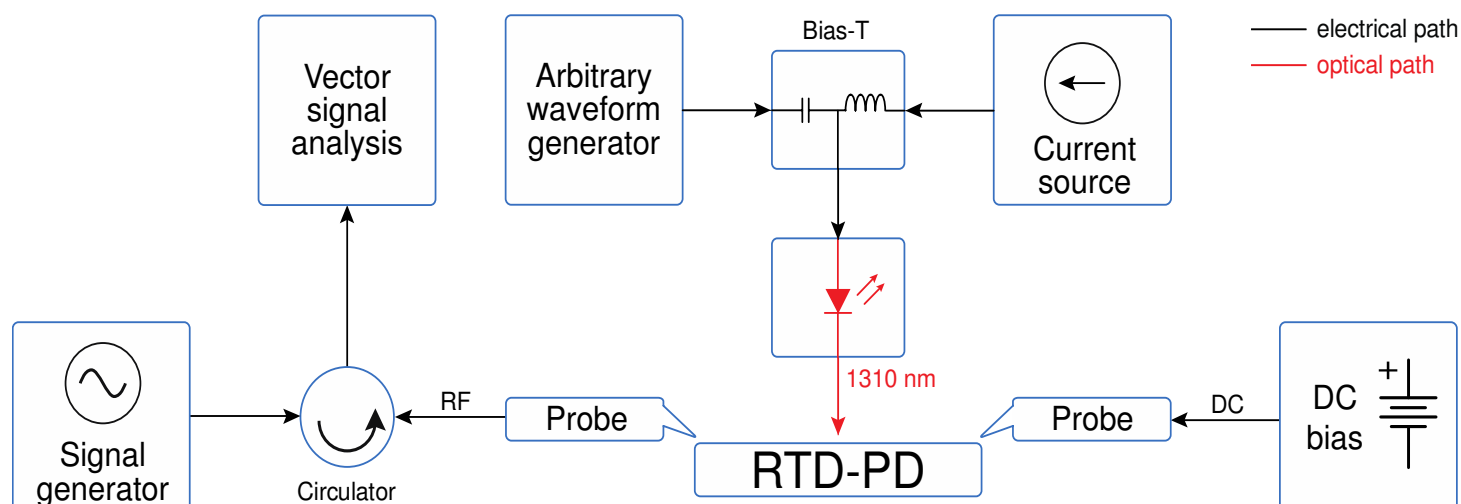 Bias-T
electrical path
optical path
Vector
signal
analysis
Arbitrary
waveform
generator
Current
source
1310 nm
RF
Probe
Probe
DC
+
DC
bias
RTD-PD
Signal
generator
Circulator